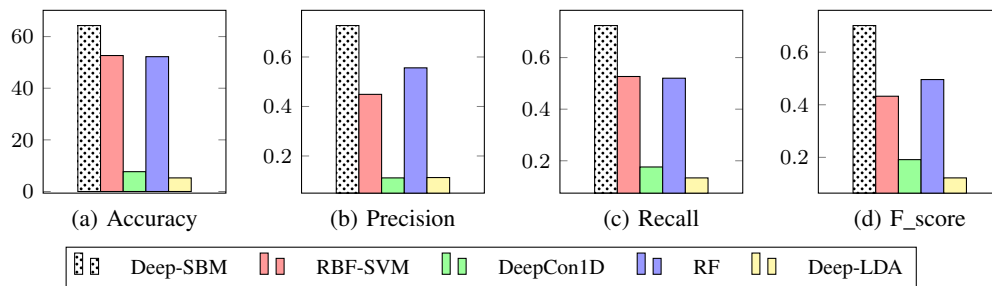 60
40
20
0
(a) Accuracy
0.6
0.4
0.2
(b) Precision
0.6
0.4
0.2
(c) Recall
0.6
0.4
0.2
(d) F_score
Deep-SBM RBF-SVM DeepCon1D RF Deep-LDA